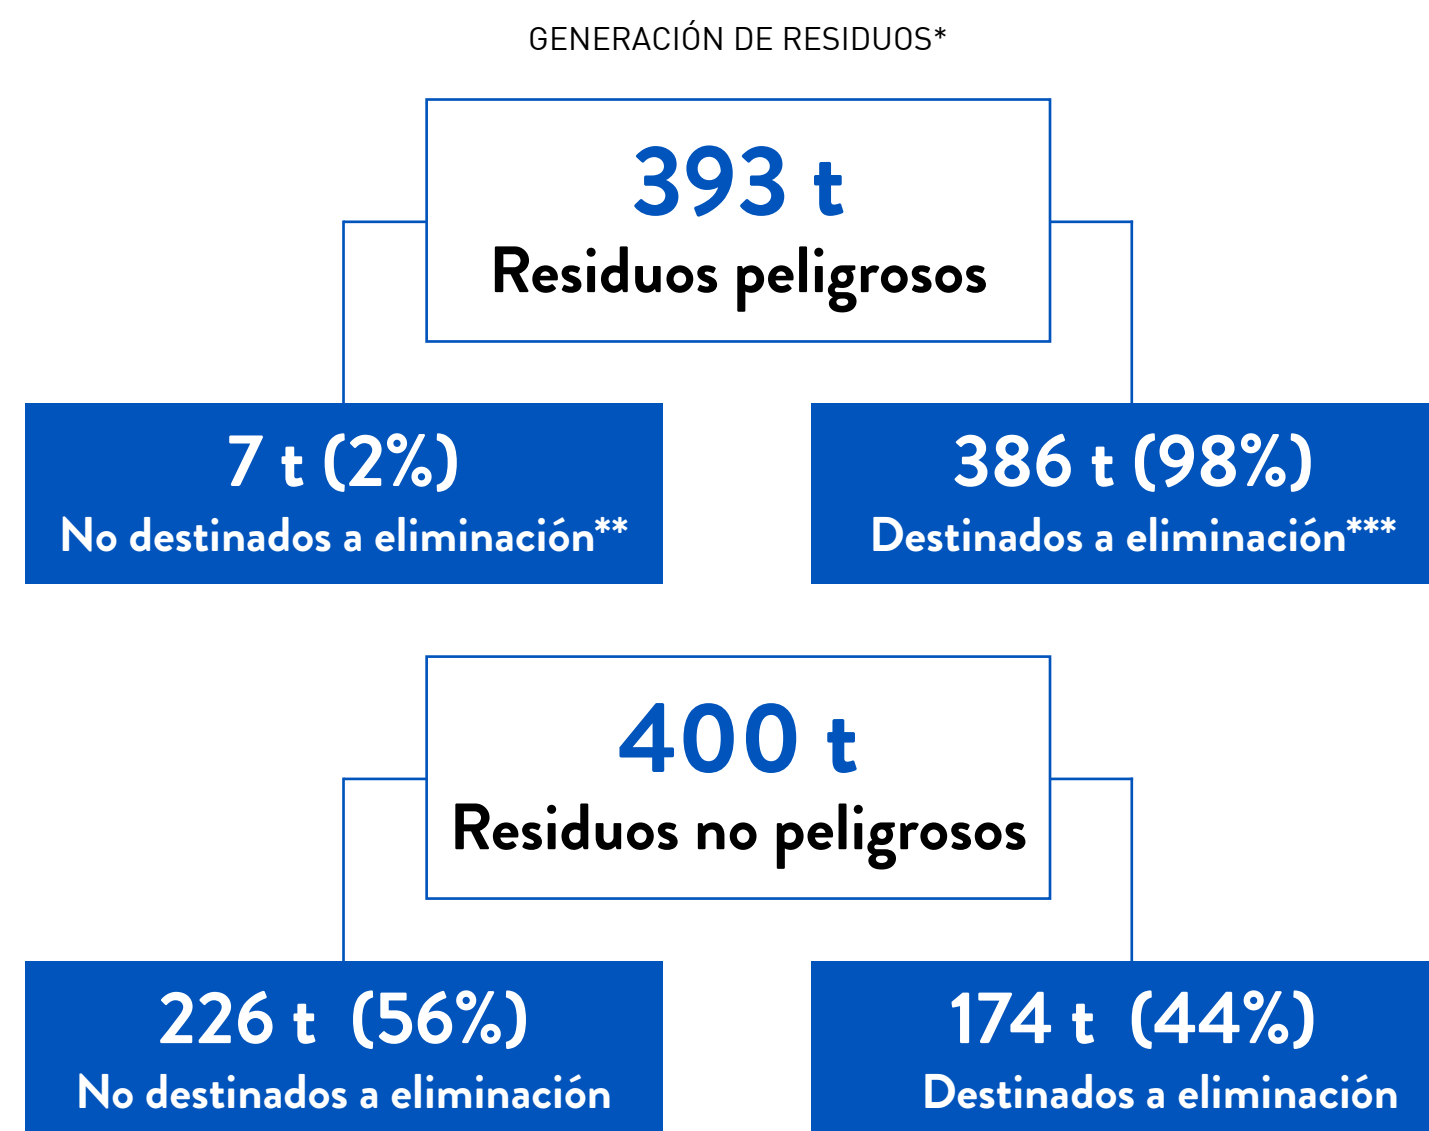 GENERACIÓN DE RESIDUOS*
393 t
Residuos peligrosos
7 t (2%)
No destinados a eliminación**
386 t (98%)
Destinados a eliminación***
400 t
Residuos no peligrosos
226 t (56%)
No destinados a eliminación
174 t (44%)
Destinados a eliminación